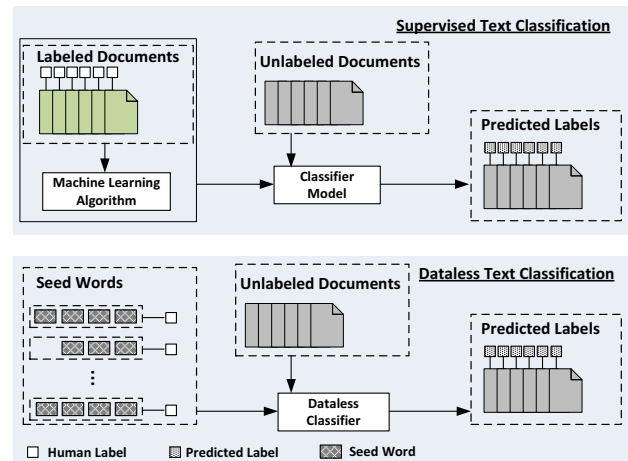 Supervised Text Classification
Labeled Documents
Unlabeled Documents
Predicted Labels
Machine Learning
Algorithm
Classifier
Model
Dataless Text Classification
Seed Words
Unlabeled Documents
Predicted Labels
...
Dataless
Classifier
Human Label
Predicted Label
Seed Word